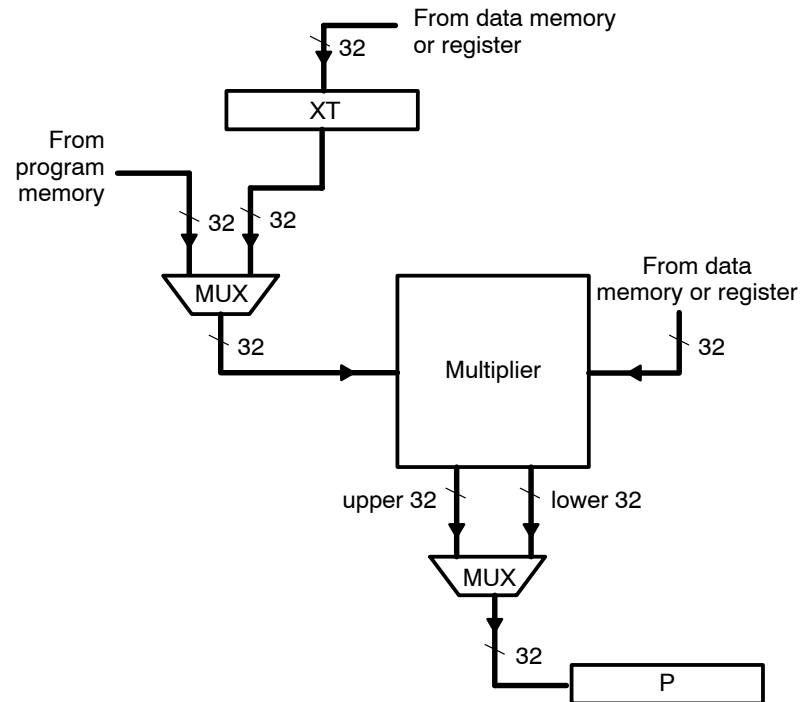 From data memory
or register
32
XT
From
program
memory
32
32
MUX
From data
memory or register
32
32
Multiplier
upper 32
lower 32
MUX
32
P